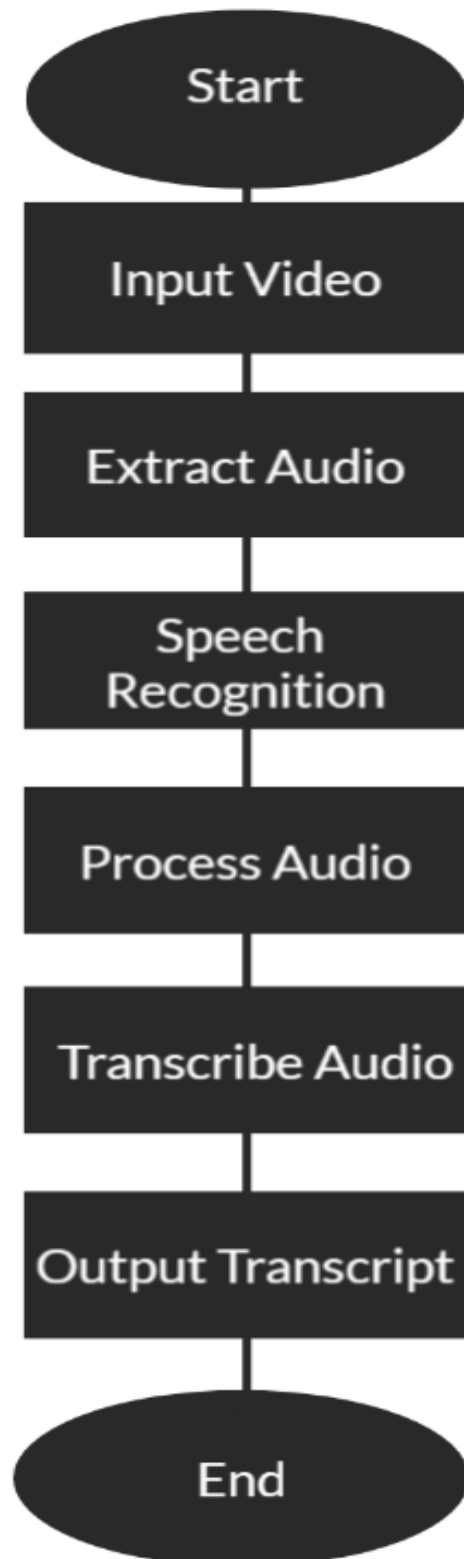 Start
Input Video
Extract Audio
Speech
Recognition
Process Audio
Transcribe Audio
Output Transcript
End